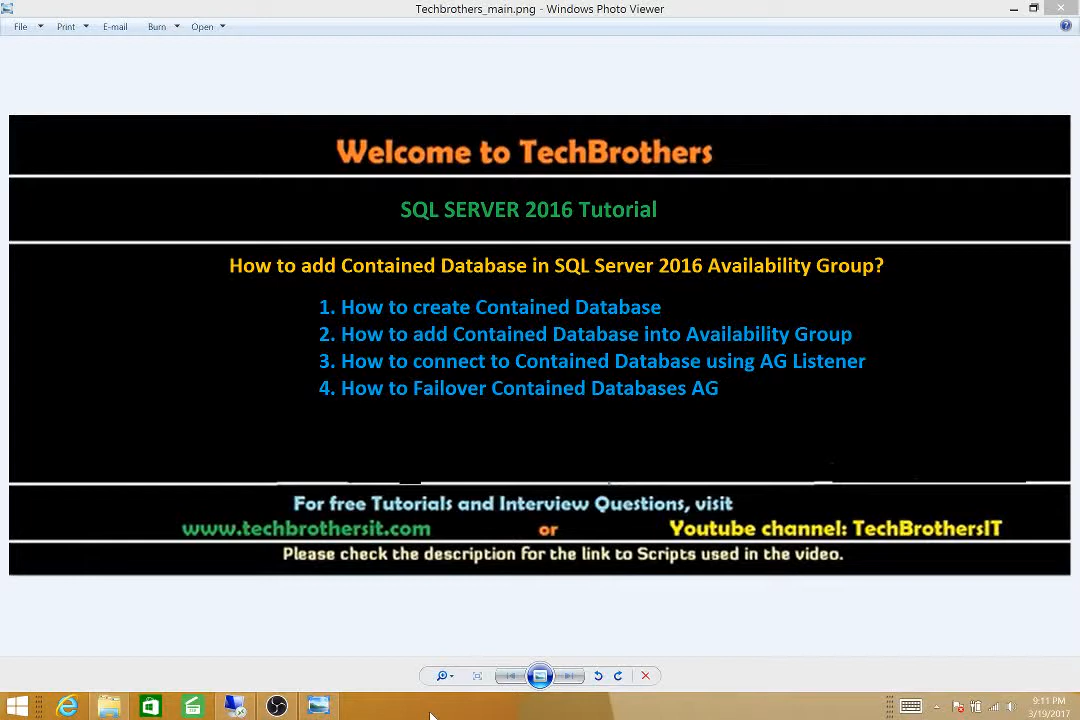 Techbrothers_main.png - Windows Photo Viewer
File Print E-mail Burn Open
Welcome to TechBrothers
SQL SERVER 2016 Tutorial
How to add Contained Database in SQL Server 2016 Availability Group?
1. How to create Contained Database
2. How to add Contained Database into Availability Group
3. How to connect to Contained Database using AG Listener
4. How to Failover Contained Databases AG
For free Tutorials and Interview Questions, visit
www.techbrothersit.com or Youtube channel: TechBrothersIT
Please check the description for the link to Scripts used in the video.
9:11 PM
3/19/2017